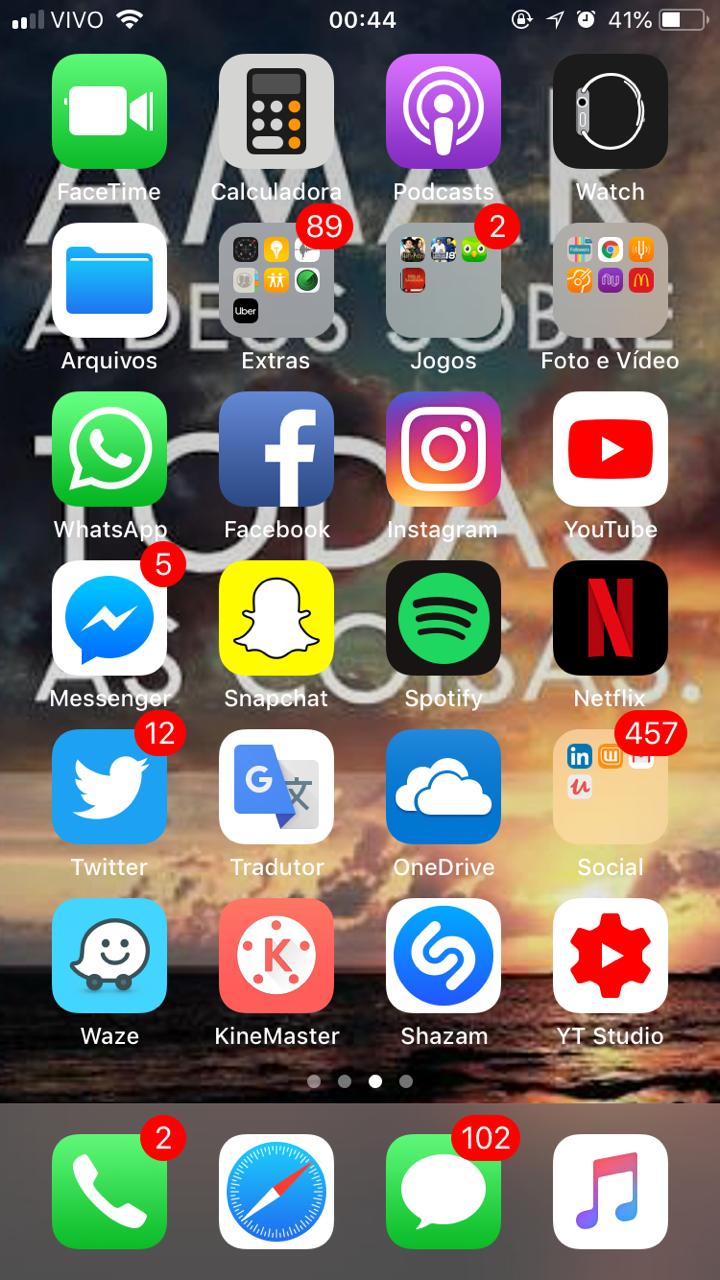 VIVO 00:44 41%
AMAR
FaceTime Calculadora Podcasts Watch
89 2
Uber
A DEUS SOBRE
Arquivos Extras Jogos Foto e Vídeo
TODAS
WhatsApp Facebook Instagram YouTube
5
AS COISAS.
Messenger Snapchat Spotify Netflix
12 457
Twitter Tradutor OneDrive Social
Waze KineMaster Shazam YT Studio
2 102